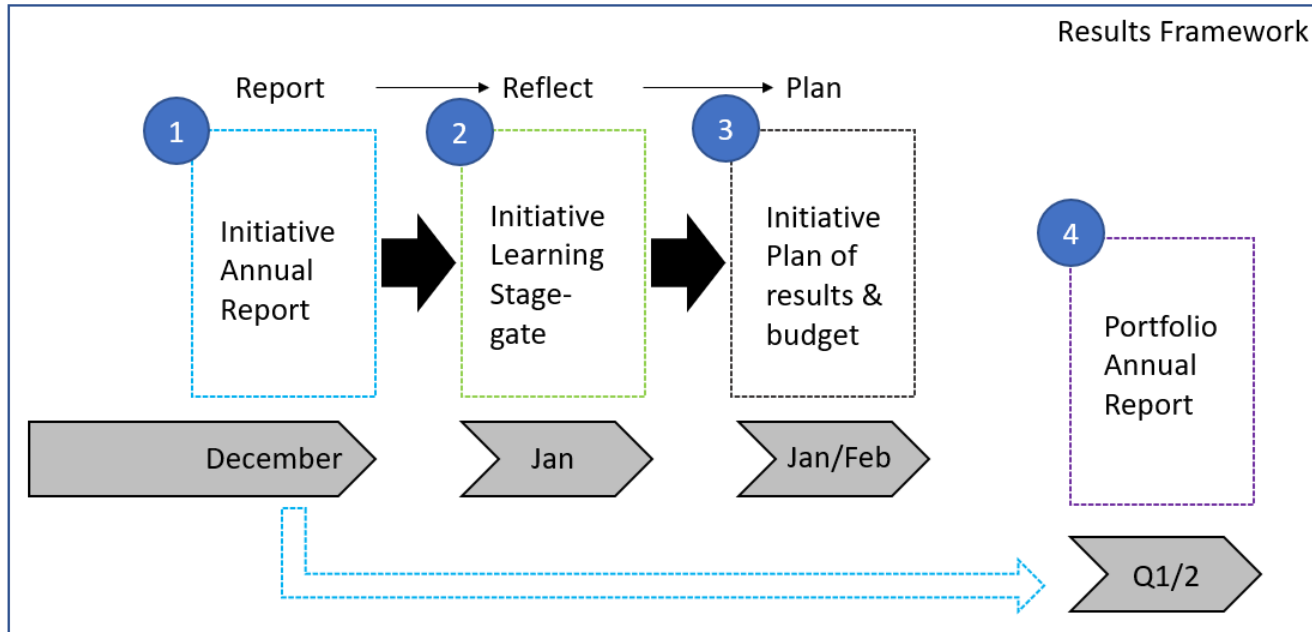 Results Framework
Report
Reflect
Plan
1
2
3
4
Initiative
Annual
Report
Initiative
Learning
Stage-
gate
Initiative
Plan of
results &
budget
Portfolio
Annual
Report
December
Jan
Jan/Feb
Q1/2